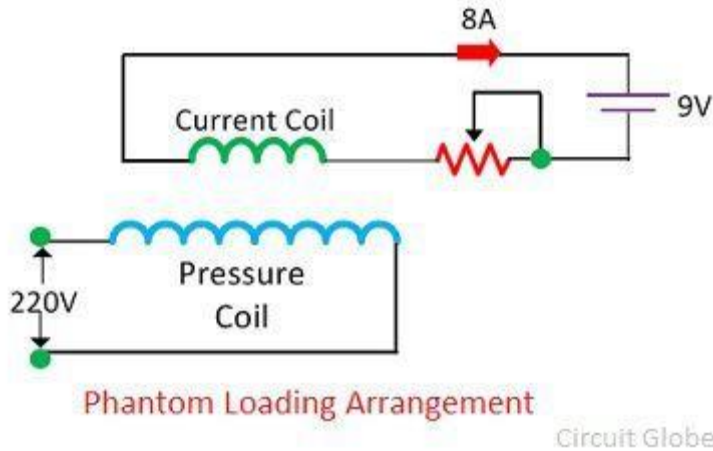 8A
9V
Current Coil
220V
Pressure
Coil
Phantom Loading Arrangement
Circuit Globe